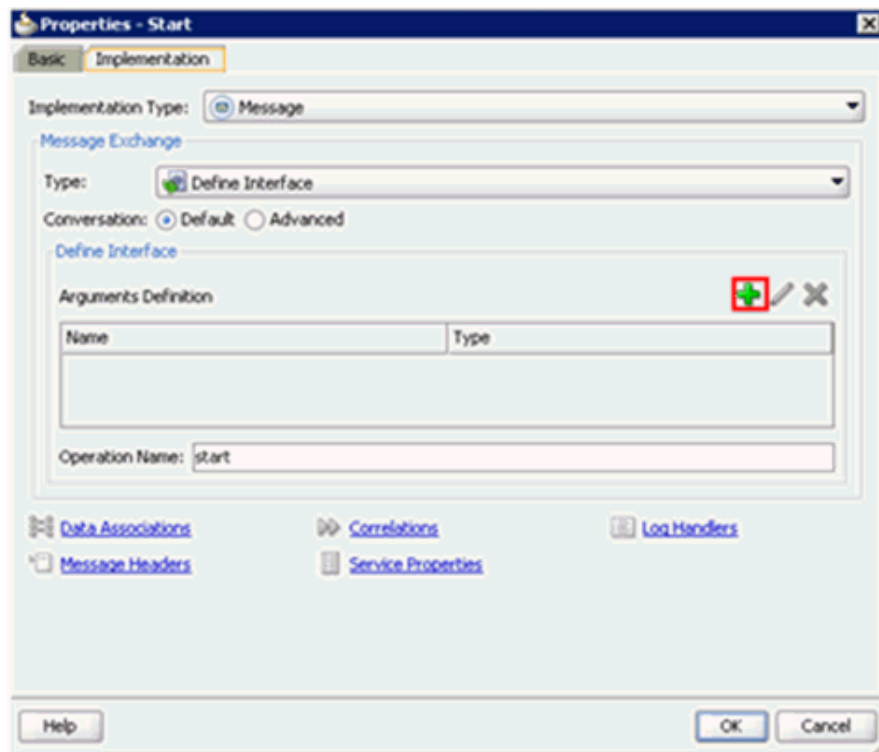 Properties - Start
Basic Implementation
Implementation Type: Message
Message Exchange
Type: Define Interface
Conversation: Default Advanced
Define Interface
Arguments Definition
Name Type
Operation Name: start
Data Associations Correlations Log Handlers
Message Headers Service Properties
Help OK Cancel